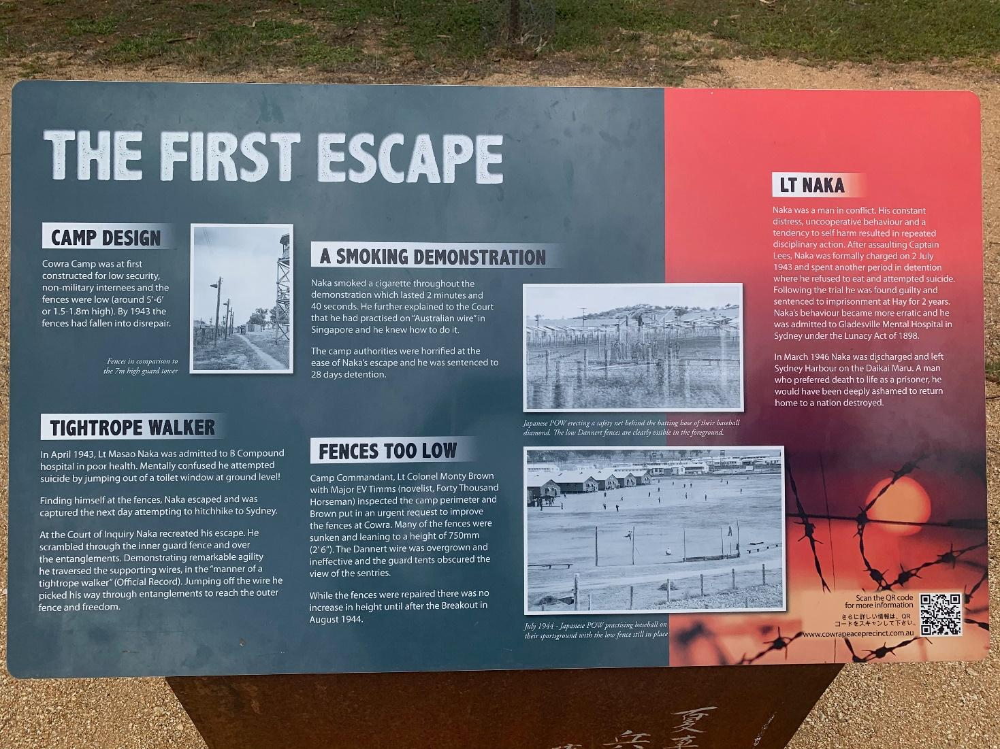 THE FIRST ESCAPE
CAMP DESIGN
Cowra Camp was at first
constructed for low security,
non-military internees and the
fences were low (around 5'-6'
or 1.5-1.8m high). By 1943 the
fences had fallen into disrepair.
Fences in comparison to
the 7m high guard tower
TIGHTROPE WALKER
In April 1943, Lt Masao Naka was admitted to B Compound
hospital in poor health. Mentally confused he attempted
suicide by jumping out of a toilet window at ground level!
Finding himself at the fences, Naka escaped and was
captured the next day attempting to hitchhike to Sydney.
At the Court of Inquiry Naka recreated his escape. He
scrambled through the inner guard fence and over
the entanglements. Demonstrating remarkable agility
he traversed the supporting wires, in the "manner of a
tightrope walker" (Official Record). Jumping off the wire he
picked his way through entanglements to reach the outer
fence and freedom.
A SMOKING DEMONSTRATION
Naka smoked a cigarette throughout the
demonstration which lasted 2 minutes and
40 seconds. He further explained to the Court
that he had practised on "Australian wire" in
Singapore and he knew how to do it.
The camp authorities were horrified at the
ease of Naka's escape and he was sentenced to
28 days detention.
FENCES TOO LOW
Camp Commandant, Lt Colonel Monty Brown
with Major EV Timms (novelist, Forty Thousand
Horseman) inspected the camp perimeter and
Brown put in an urgent request to improve
the fences at Cowra. Many of the fences were
sunken and leaning to a height of 750mm
(2'6"). The Dannert wire was overgrown and
ineffective and the guard tents obscured the
view of the sentries.
While the fences were repaired there was no
increase in height until after the Breakout in
August 1944.
Japanese POW erecting a safety net behind the batting base of their baseball
diamond. The low Dannert fences are clearly visible in the foreground.
July 1944 - Japanese POW practising baseball on
their sportsground with the low fence still in place
LT NAKA
Naka was a man in conflict. His constant
distress, uncooperative behaviour and a
tendency to self harm resulted in repeated
disciplinary action. After assaulting Captain
Lees, Naka was formally charged on 2 July
1943 and spent another period in detention
where he refused to eat and attempted suicide.
Following the trial he was found guilty and
sentenced to imprisonment at Hay for 2 years.
Naka's behaviour became more erratic and he
was admitted to Gladesville Mental Hospital in
Sydney under the Lunacy Act of 1898.
In March 1946 Naka was discharged and left
Sydney Harbour on the Daikai Maru. A man
who preferred death to life as a prisoner, he
would have been deeply ashamed to return
home to a nation destroyed.
Scan the QR code
for more information
さらに詳しい情報は、QR
コードをスキャンして下さい。
www.cowrapeaceprecinct.com.au
夏草